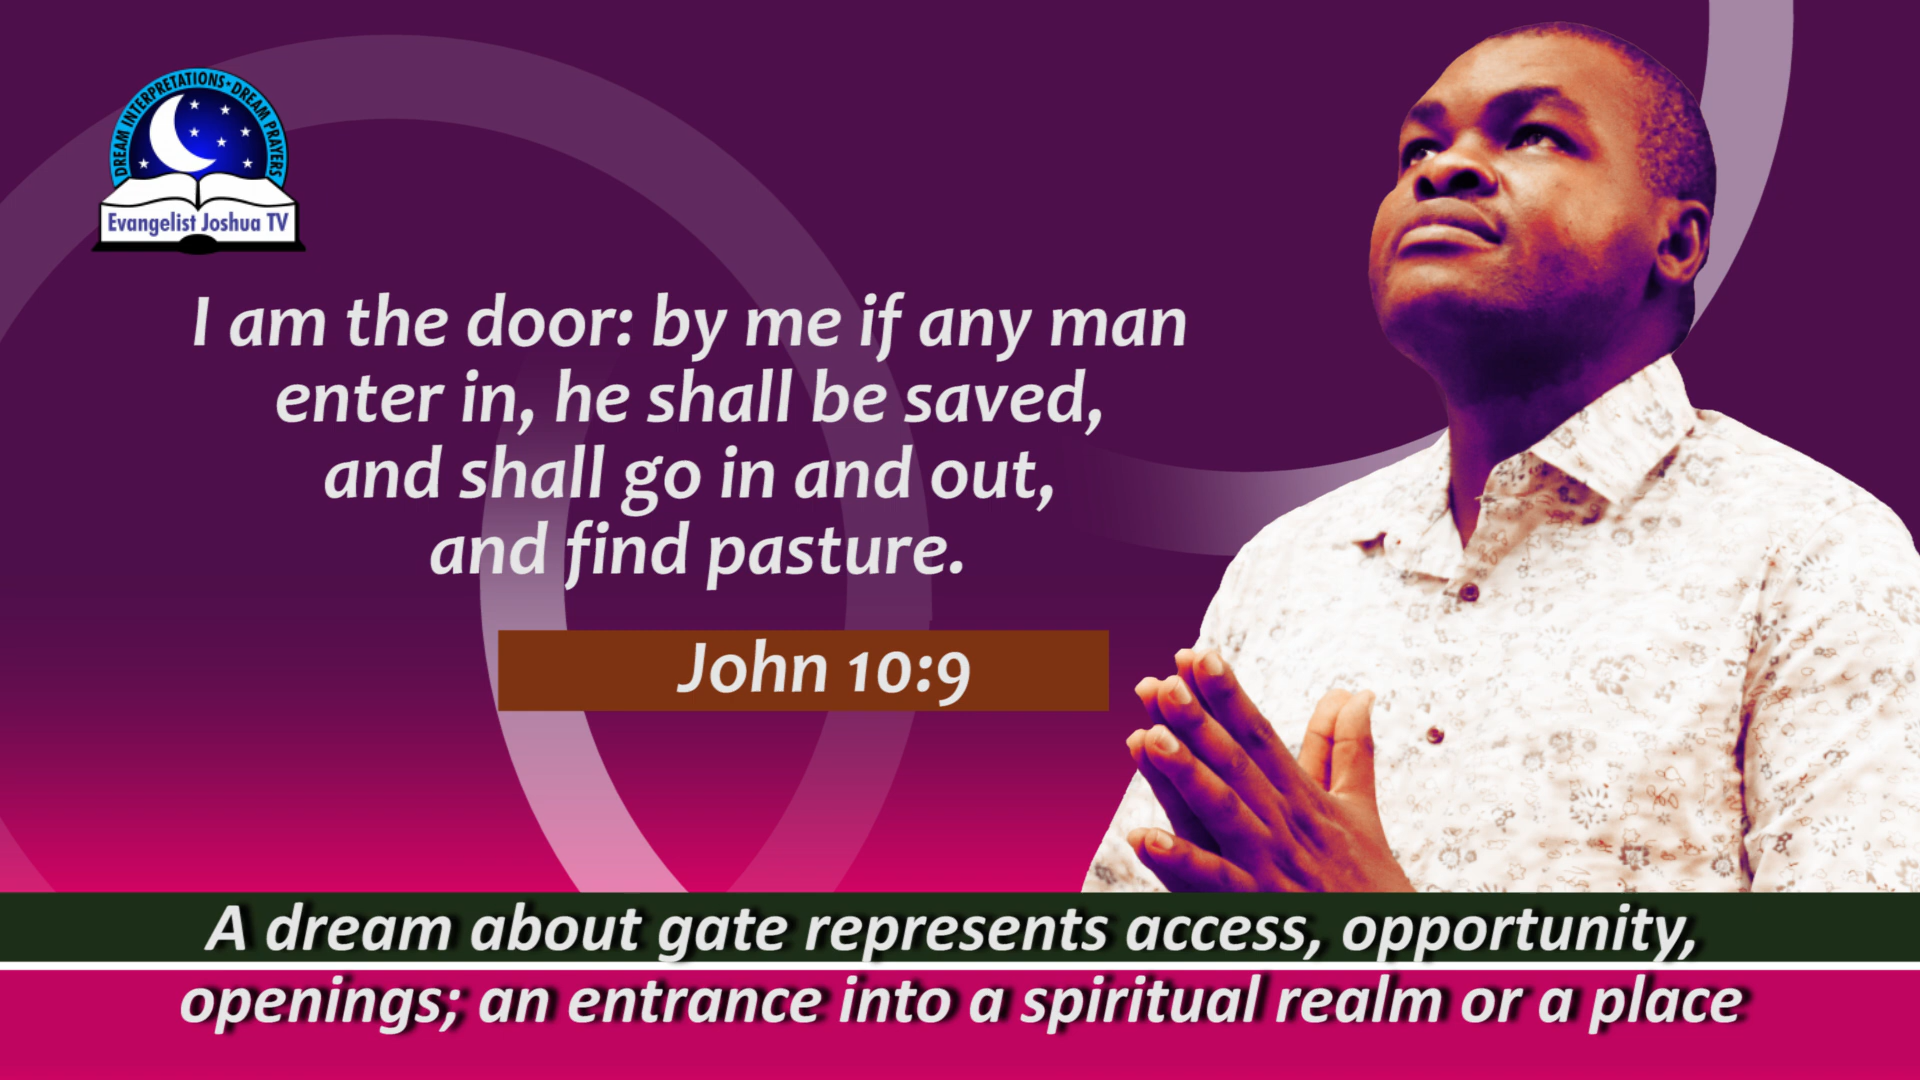 DREAM INTERPRETATIONS • DREAM PRAYERS
Evangelist Joshua TV
I am the door: by me if any man
enter in, he shall be saved,
and shall go in and out,
and find pasture.
John 10:9
A dream about gate represents access, opportunity,
openings; an entrance into a spiritual realm or a place